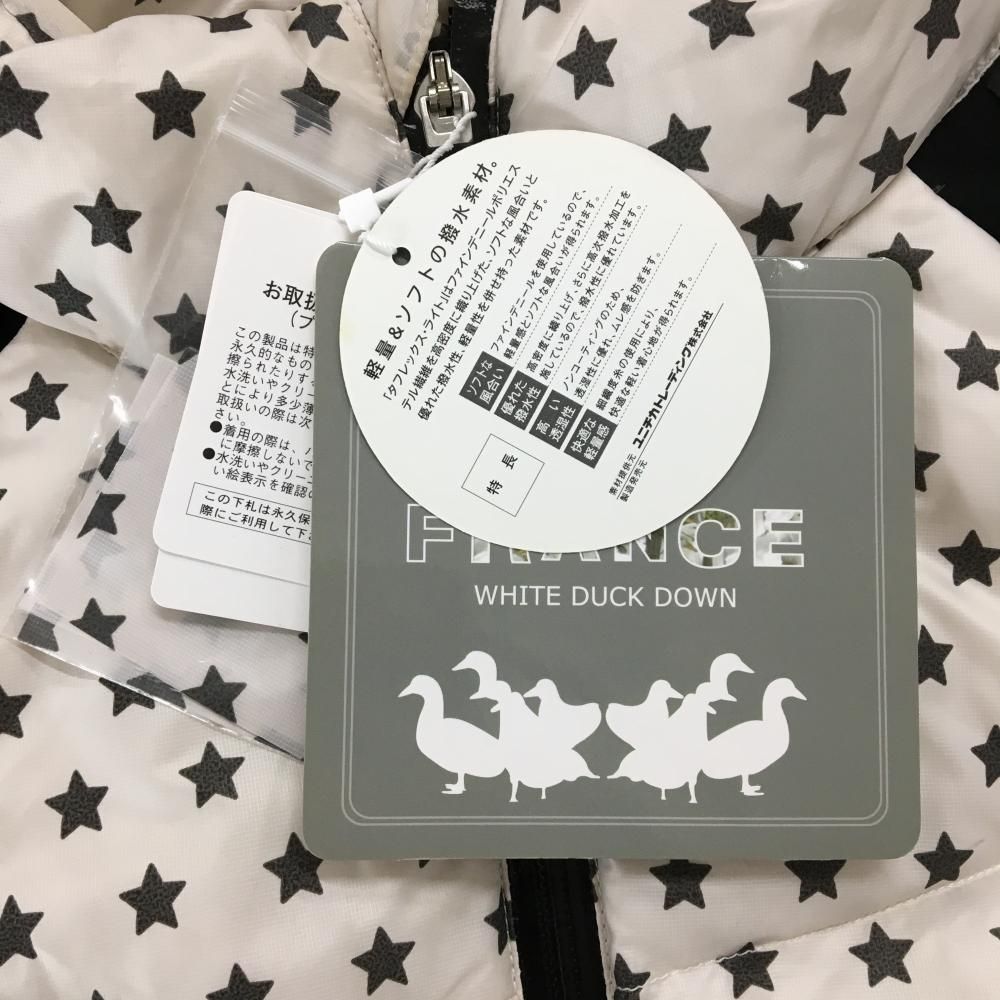 軽量&ソフトの撥水素材。
「タフレックス・ライト」はファインデニールポリエス
テル繊維を高密度に織り上げた、ソフトな風合いと
優れた撥水性、軽量性を併せ持った素材です。
特長
ソフトな
風合い
ファインデニールを使用しているので、
軽量感とソフトな風合いが得られます。
優れた
撥水性
高密度に織り上げ、さらに高次撥水加工を
施しているので、撥水性に優れています。
高い
透湿性
ノンコーティングのため、
透湿性に優れ、ムレ感を防ぎます。
快適な
軽量感
細繊度糸の使用により、
快適な軽い着心地が得られます。
素材提供元
製造発売元
ユニチカトレーディング株式会社
お取扱
(プ
この製品は特
永久的なもの
擦られたりする
水洗いやクリー
とにより多少薄
取扱いの際は次
さい。
●着用の際は、ハ
に摩擦しないで
●水洗いやクリー
い絵表示を確認の
この下札は永久保
際にご利用して下さ
FRANCE
WHITE DUCK DOWN